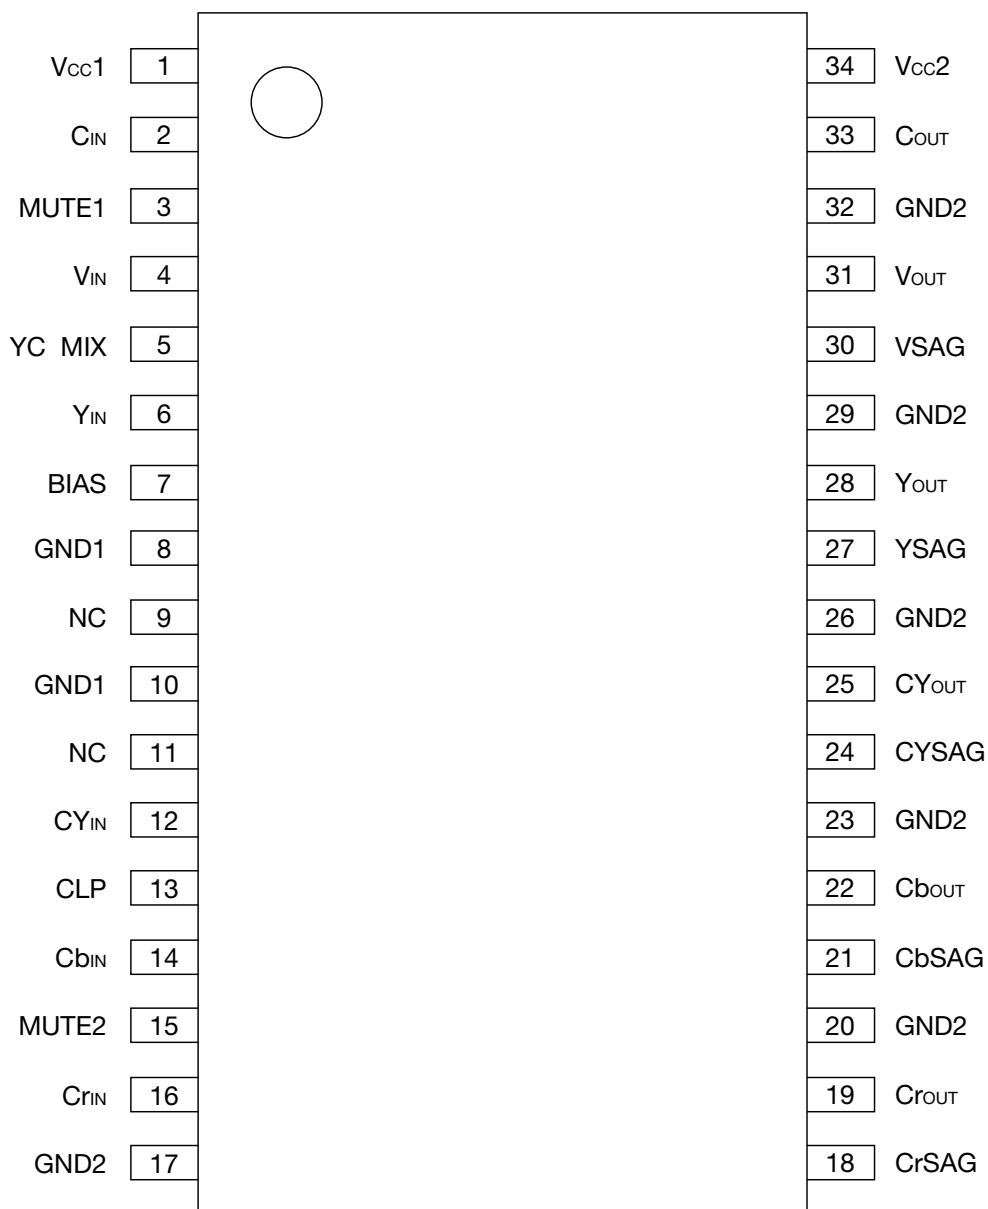 Vcc1 1 34 Vcc2
CIN 2 33 COUT
MUTE1 3 32 GND2
VIN 4 31 VOUT
YC MIX 5 30 VSAG
YIN 6 29 GND2
BIAS 7 28 YOUT
GND1 8 27 YSAG
NC 9 26 GND2
GND1 10 25 CYOUT
NC 11 24 CYSAG
CYIN 12 23 GND2
CLP 13 22 CbOUT
CbIN 14 21 CbSAG
MUTE2 15 20 GND2
CrIN 16 19 CrOUT
GND2 17 18 CrSAG